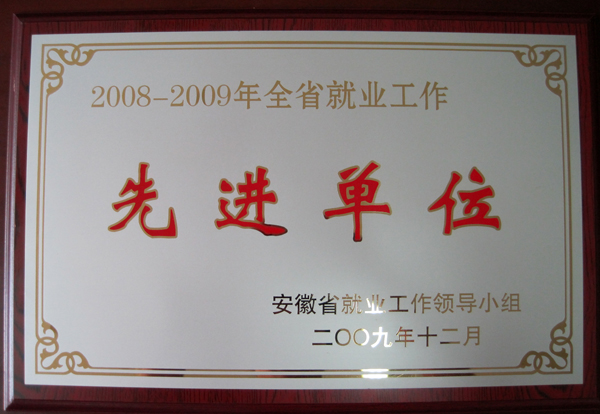 2008-2009年全省就业工作
先进单位
安徽省就业工作领导小组
二〇〇九年十二月